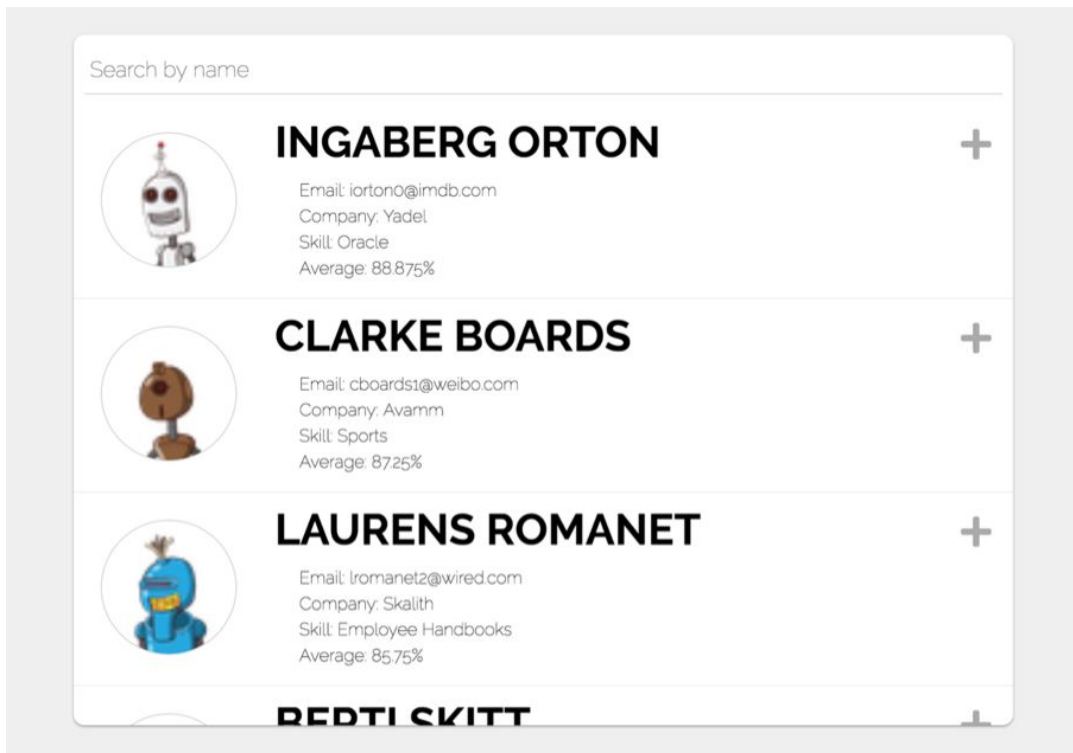 Search by name
INGABERG ORTON
Email: iorton0@imdb.com
Company: Yadel
Skill: Oracle
Average: 88.875%
CLARKE BOARDS
Email: cboards1@weibo.com
Company: Avamm
Skill: Sports
Average: 87.25%
LAURENS ROMANET
Email: lromanet2@wired.com
Company: Skalith
Skill: Employee Handbooks
Average: 85.75%
BERTI SKITT